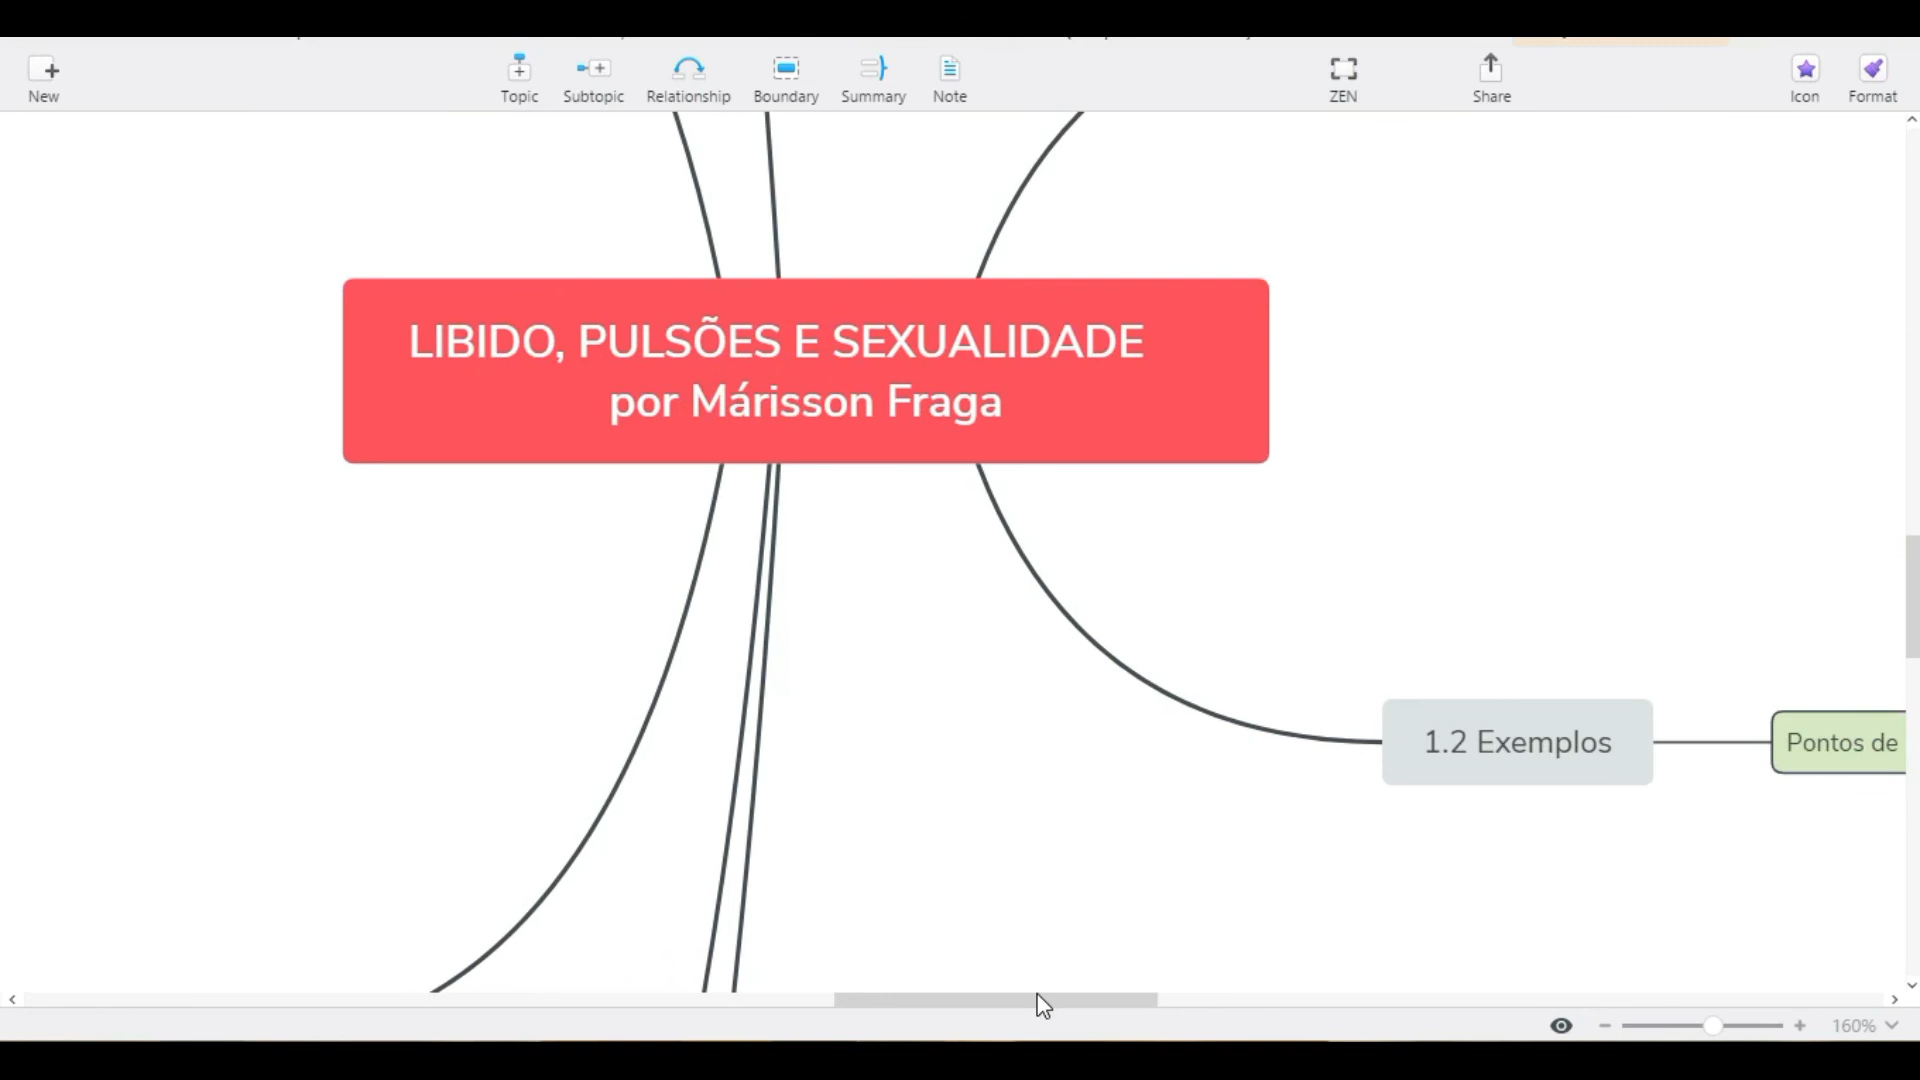 New
Topic
Subtopic
Relationship
Boundary
Summary
Note
ZEN
Share
Icon
Format
LIBIDO, PULSÕES E SEXUALIDADE
por Márisson Fraga
1.2 Exemplos
Pontos de
160%